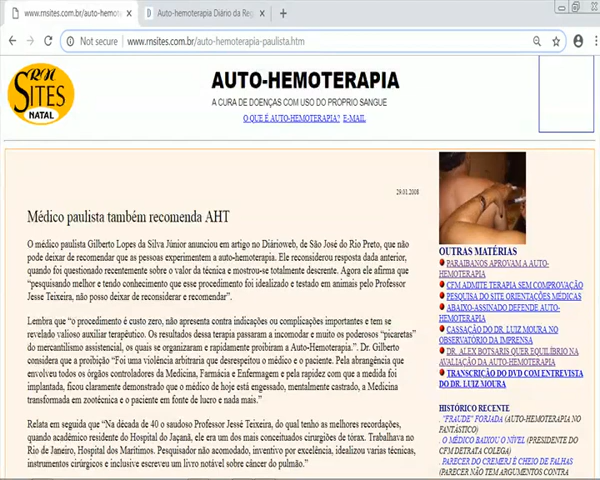 www.rnsites.com.br/auto-hemot
Auto-hemoterapia Diário da Reg
Not secure | www.rnsites.com.br/auto-hemoterapia-paulista.htm
RN
SITES
NATAL
AUTO-HEMOTERAPIA
A CURA DE DOENÇAS COM USO DO PRÓPRIO SANGUE
O QUE É AUTO-HEMOTERAPIA? E-MAIL
29.01.2008
Médico paulista também recomenda AHT
O médico paulista Gilberto Lopes da Silva Júnior anunciou em artigo no Diárioweb, de São José do Rio Preto, que não
pode deixar de recomendar que as pessoas experimentem a auto-hemoterapia. Ele reconsiderou resposta dada anterior,
quando foi questionado recentemente sobre o valor da técnica e mostrou-se totalmente descrente. Agora ele afirma que
"pesquisando melhor e tendo conhecimento que esse procedimento foi idealizado e testado em animais pelo Professor
Jesse Teixeira, não posso deixar de reconsiderar e recomendar".
Lembra que "o procedimento é custo zero, não apresenta contra indicações ou complicações importantes e tem se
revelado valioso auxiliar terapêutico. Os resultados dessa terapia passaram a incomodar e muito os poderosos "picaretas"
do mercantilismo assistencial, os quais se organizaram e rapidamente proibiram a Auto-Hemoterapia.". Dr. Gilberto
considera que a proibição "Foi uma violência arbitraria que desrespeitou o médico e o paciente. Pela abrangência que
envolveu todos os órgãos controladores da Medicina, Farmácia e Enfermagem e pela rapidez com que a medida foi
implantada, ficou claramente demonstrado que o médico de hoje está engessado, mentalmente castrado, a Medicina
transformada em zootécnica e o paciente em fonte de lucro e nada mais."
Relata em seguida que "Na década de 40 o saudoso Professor Jessé Teixeira, do qual tenho as melhores recordações,
quando acadêmico residente do Hospital do Jaçanã, ele era um dos mais conceituados cirurgiões de tórax. Trabalhava no
Rio de Janeiro, Hospital dos Marítimos. Pesquisador não acomodado, inventivo por excelência, idealizou varias técnicas,
instrumentos cirúrgicos e inclusive escreveu um livro notável sobre câncer do pulmão."
OUTRAS MATÉRIAS
PARAIBANOS APROVAM A AUTO-
HEMOTERAPIA
CFM ADMITE TERAPIA SEM COMPROVAÇÃO
PESQUISA DO SITE ORIENTAÇÕES MÉDICAS
ABAIXO-ASSINADO DEFENDE AUTO-
HEMOTERAPIA
CASSAÇÃO DO DR. LUIZ MOURA NO
OBSERVATÓRIO DA IMPRENSA
DR. ALEX BOTSARIS QUER EQUILÍBRIO NA
AVALIAÇÃO DA AUTO-HEMOTERAPIA
TRANSCRIÇÃO DO DVD COM ENTREVISTA
DO DR. LUIZ MOURA
HISTÓRICO RECENTE
. "FRAUDE" FORJADA (AUTO-HEMOTERAPIA NO
FANTÁSTICO)
. O MÉDICO BAIXOU O NÍVEL (PRESIDENTE DO
CFM DETRATA COLEGA)
. PARECER DO CREMERJ É CHEIO DE FALHAS
(PARECER NÃO TEM ARGUMENTOS CONTRA